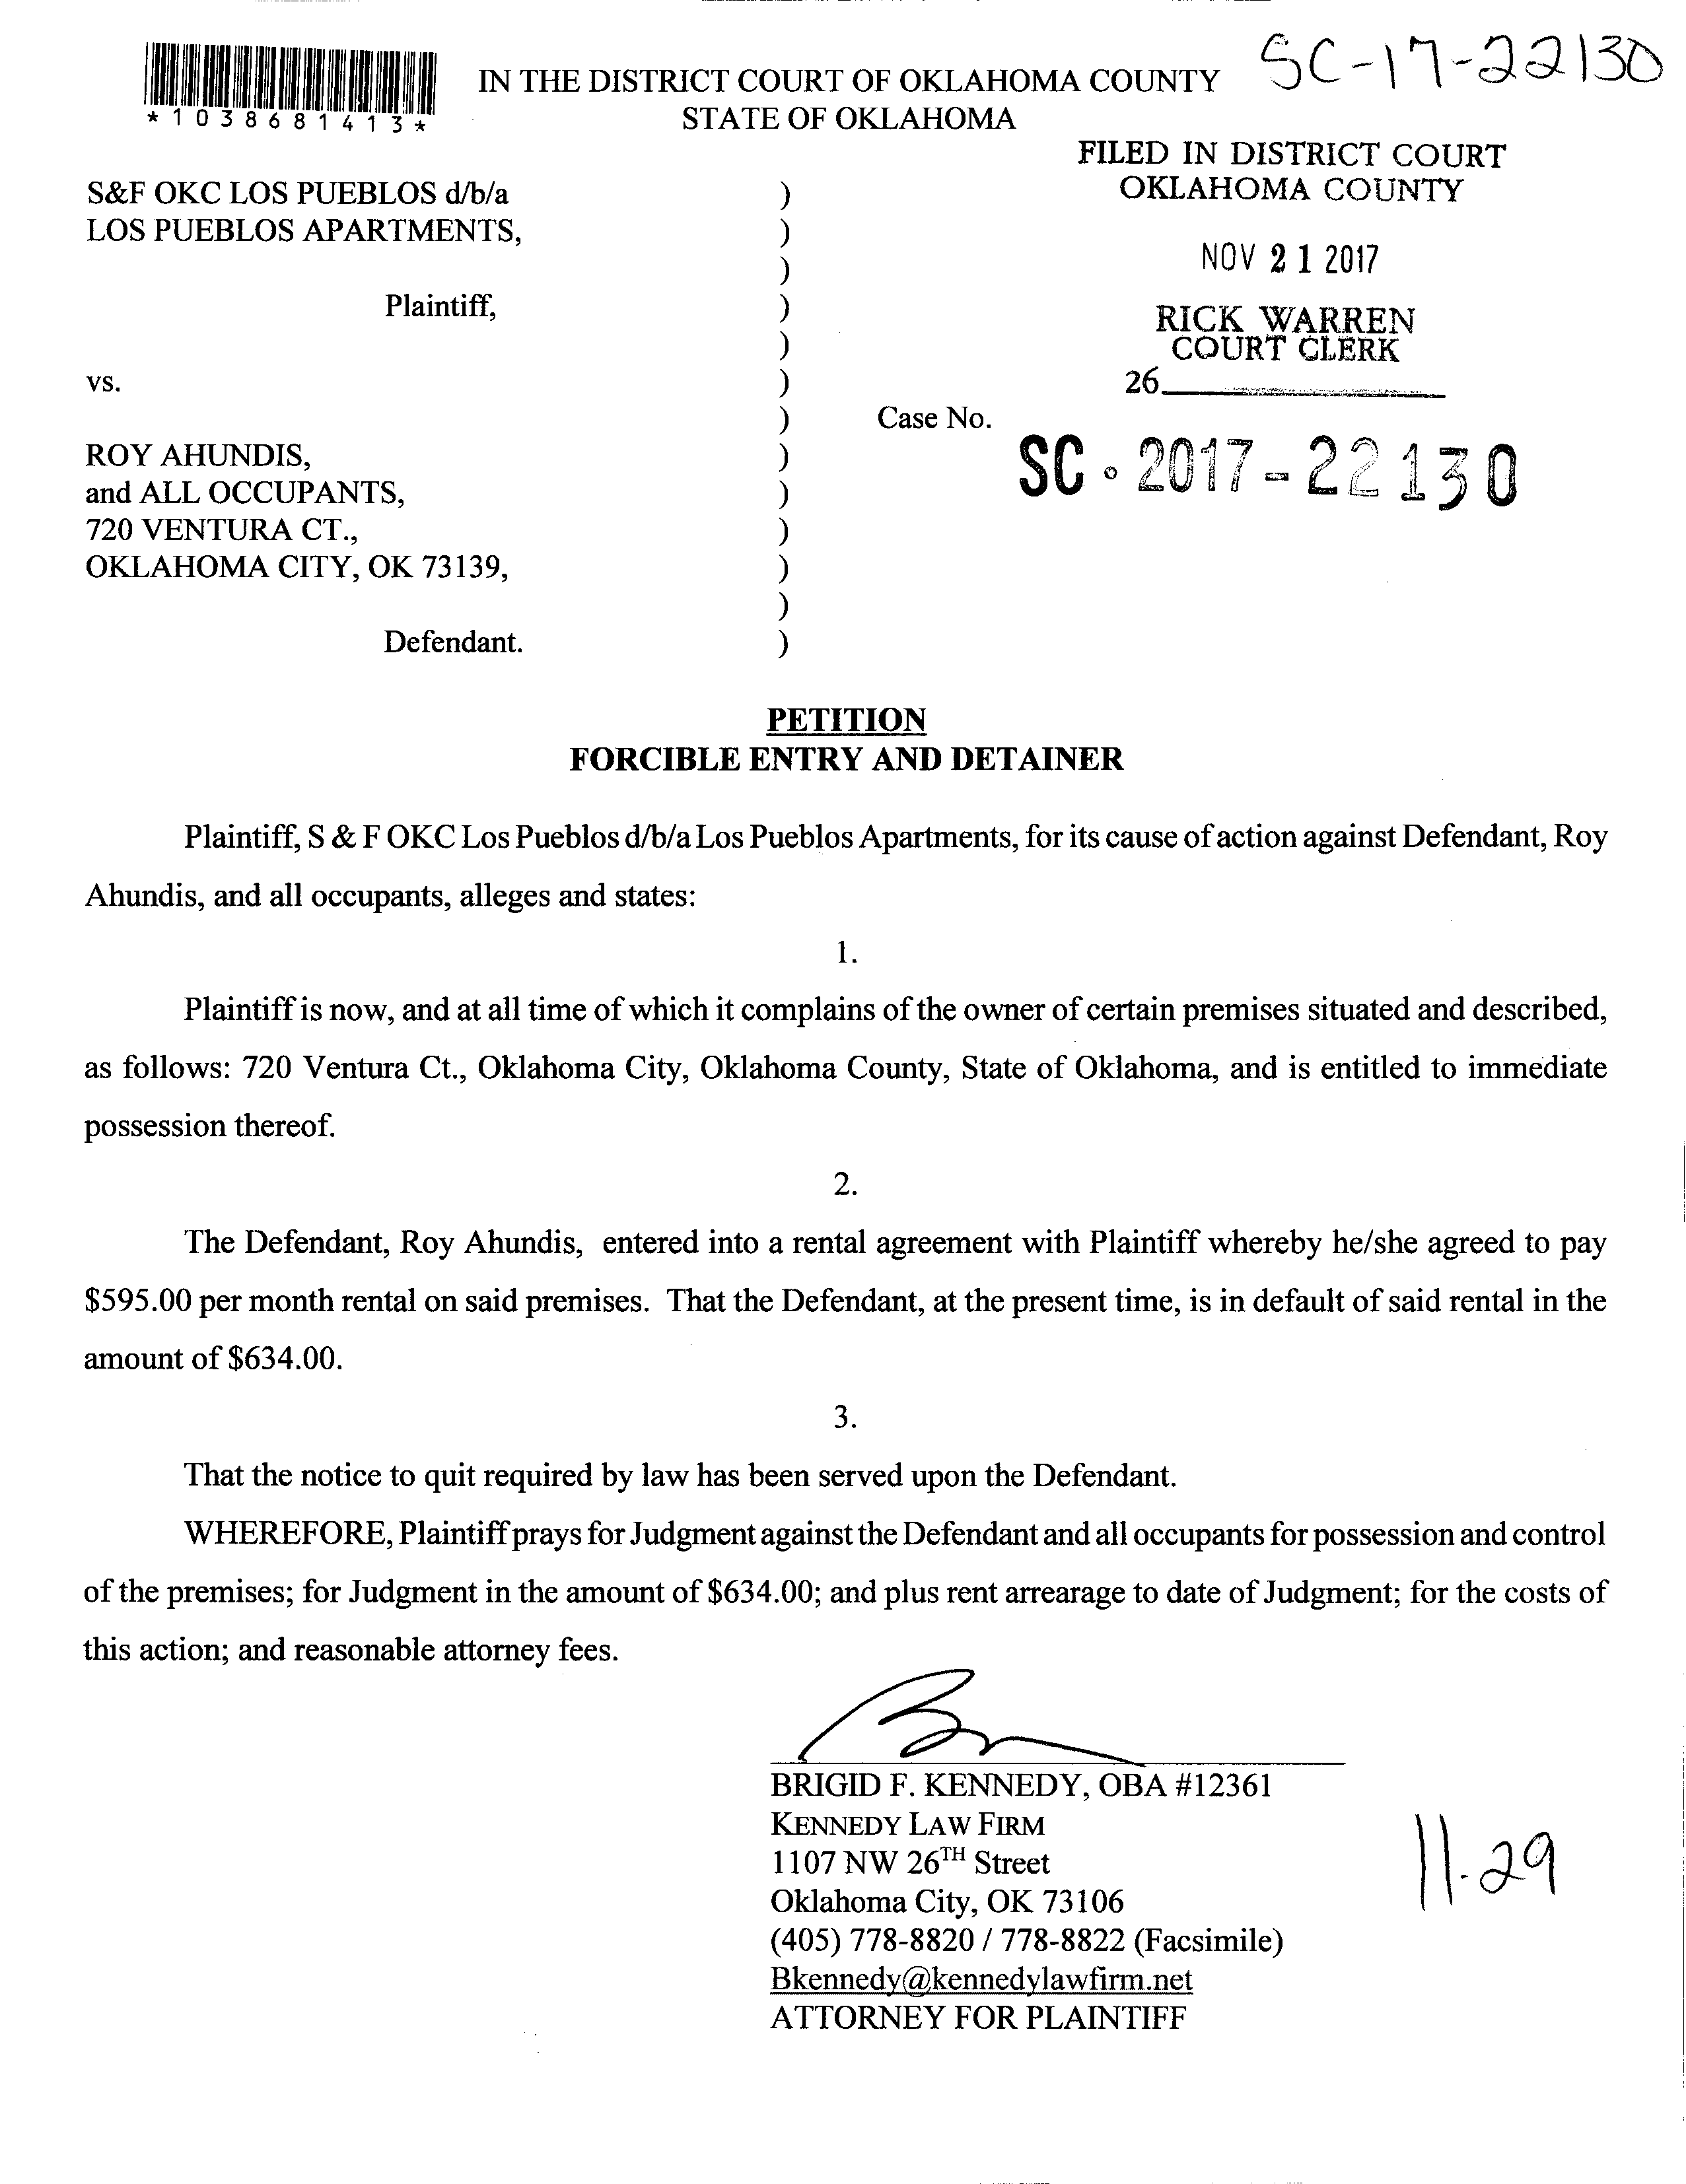 SC-17-22130
*1038681413*
IN THE DISTRICT COURT OF OKLAHOMA COUNTY
STATE OF OKLAHOMA
FILED IN DISTRICT COURT
OKLAHOMA COUNTY
NOV 21 2017
RICK WARREN
COURT CLERK
26
S&F OKC LOS PUEBLOS d/b/a )
LOS PUEBLOS APARTMENTS, )
)
Plaintiff, )
)
vs. )
) Case No.
SC-2017-22130
ROY AHUNDIS, )
and ALL OCCUPANTS, )
720 VENTURA CT., )
OKLAHOMA CITY, OK 73139, )
)
Defendant. )
PETITION
FORCIBLE ENTRY AND DETAINER
Plaintiff, S & F OKC Los Pueblos d/b/a Los Pueblos Apartments, for its cause of action against Defendant, Roy
Ahundis, and all occupants, alleges and states:
1.
Plaintiff is now, and at all time of which it complains of the owner of certain premises situated and described,
as follows: 720 Ventura Ct., Oklahoma City, Oklahoma County, State of Oklahoma, and is entitled to immediate
possession thereof.
2.
The Defendant, Roy Ahundis, entered into a rental agreement with Plaintiff whereby he/she agreed to pay
$595.00 per month rental on said premises. That the Defendant, at the present time, is in default of said rental in the
amount of $634.00.
3.
That the notice to quit required by law has been served upon the Defendant.
WHEREFORE, Plaintiff prays for Judgment against the Defendant and all occupants for possession and control
of the premises; for Judgment in the amount of $634.00; and plus rent arrearage to date of Judgment; for the costs of
this action; and reasonable attorney fees.
BRIGID F. KENNEDY, OBA #12361
KENNEDY LAW FIRM
1107 NW 26TH Street
Oklahoma City, OK 73106
(405) 778-8820 / 778-8822 (Facsimile)
Bkennedy@kennedylawfirm.net
ATTORNEY FOR PLAINTIFF
11.29